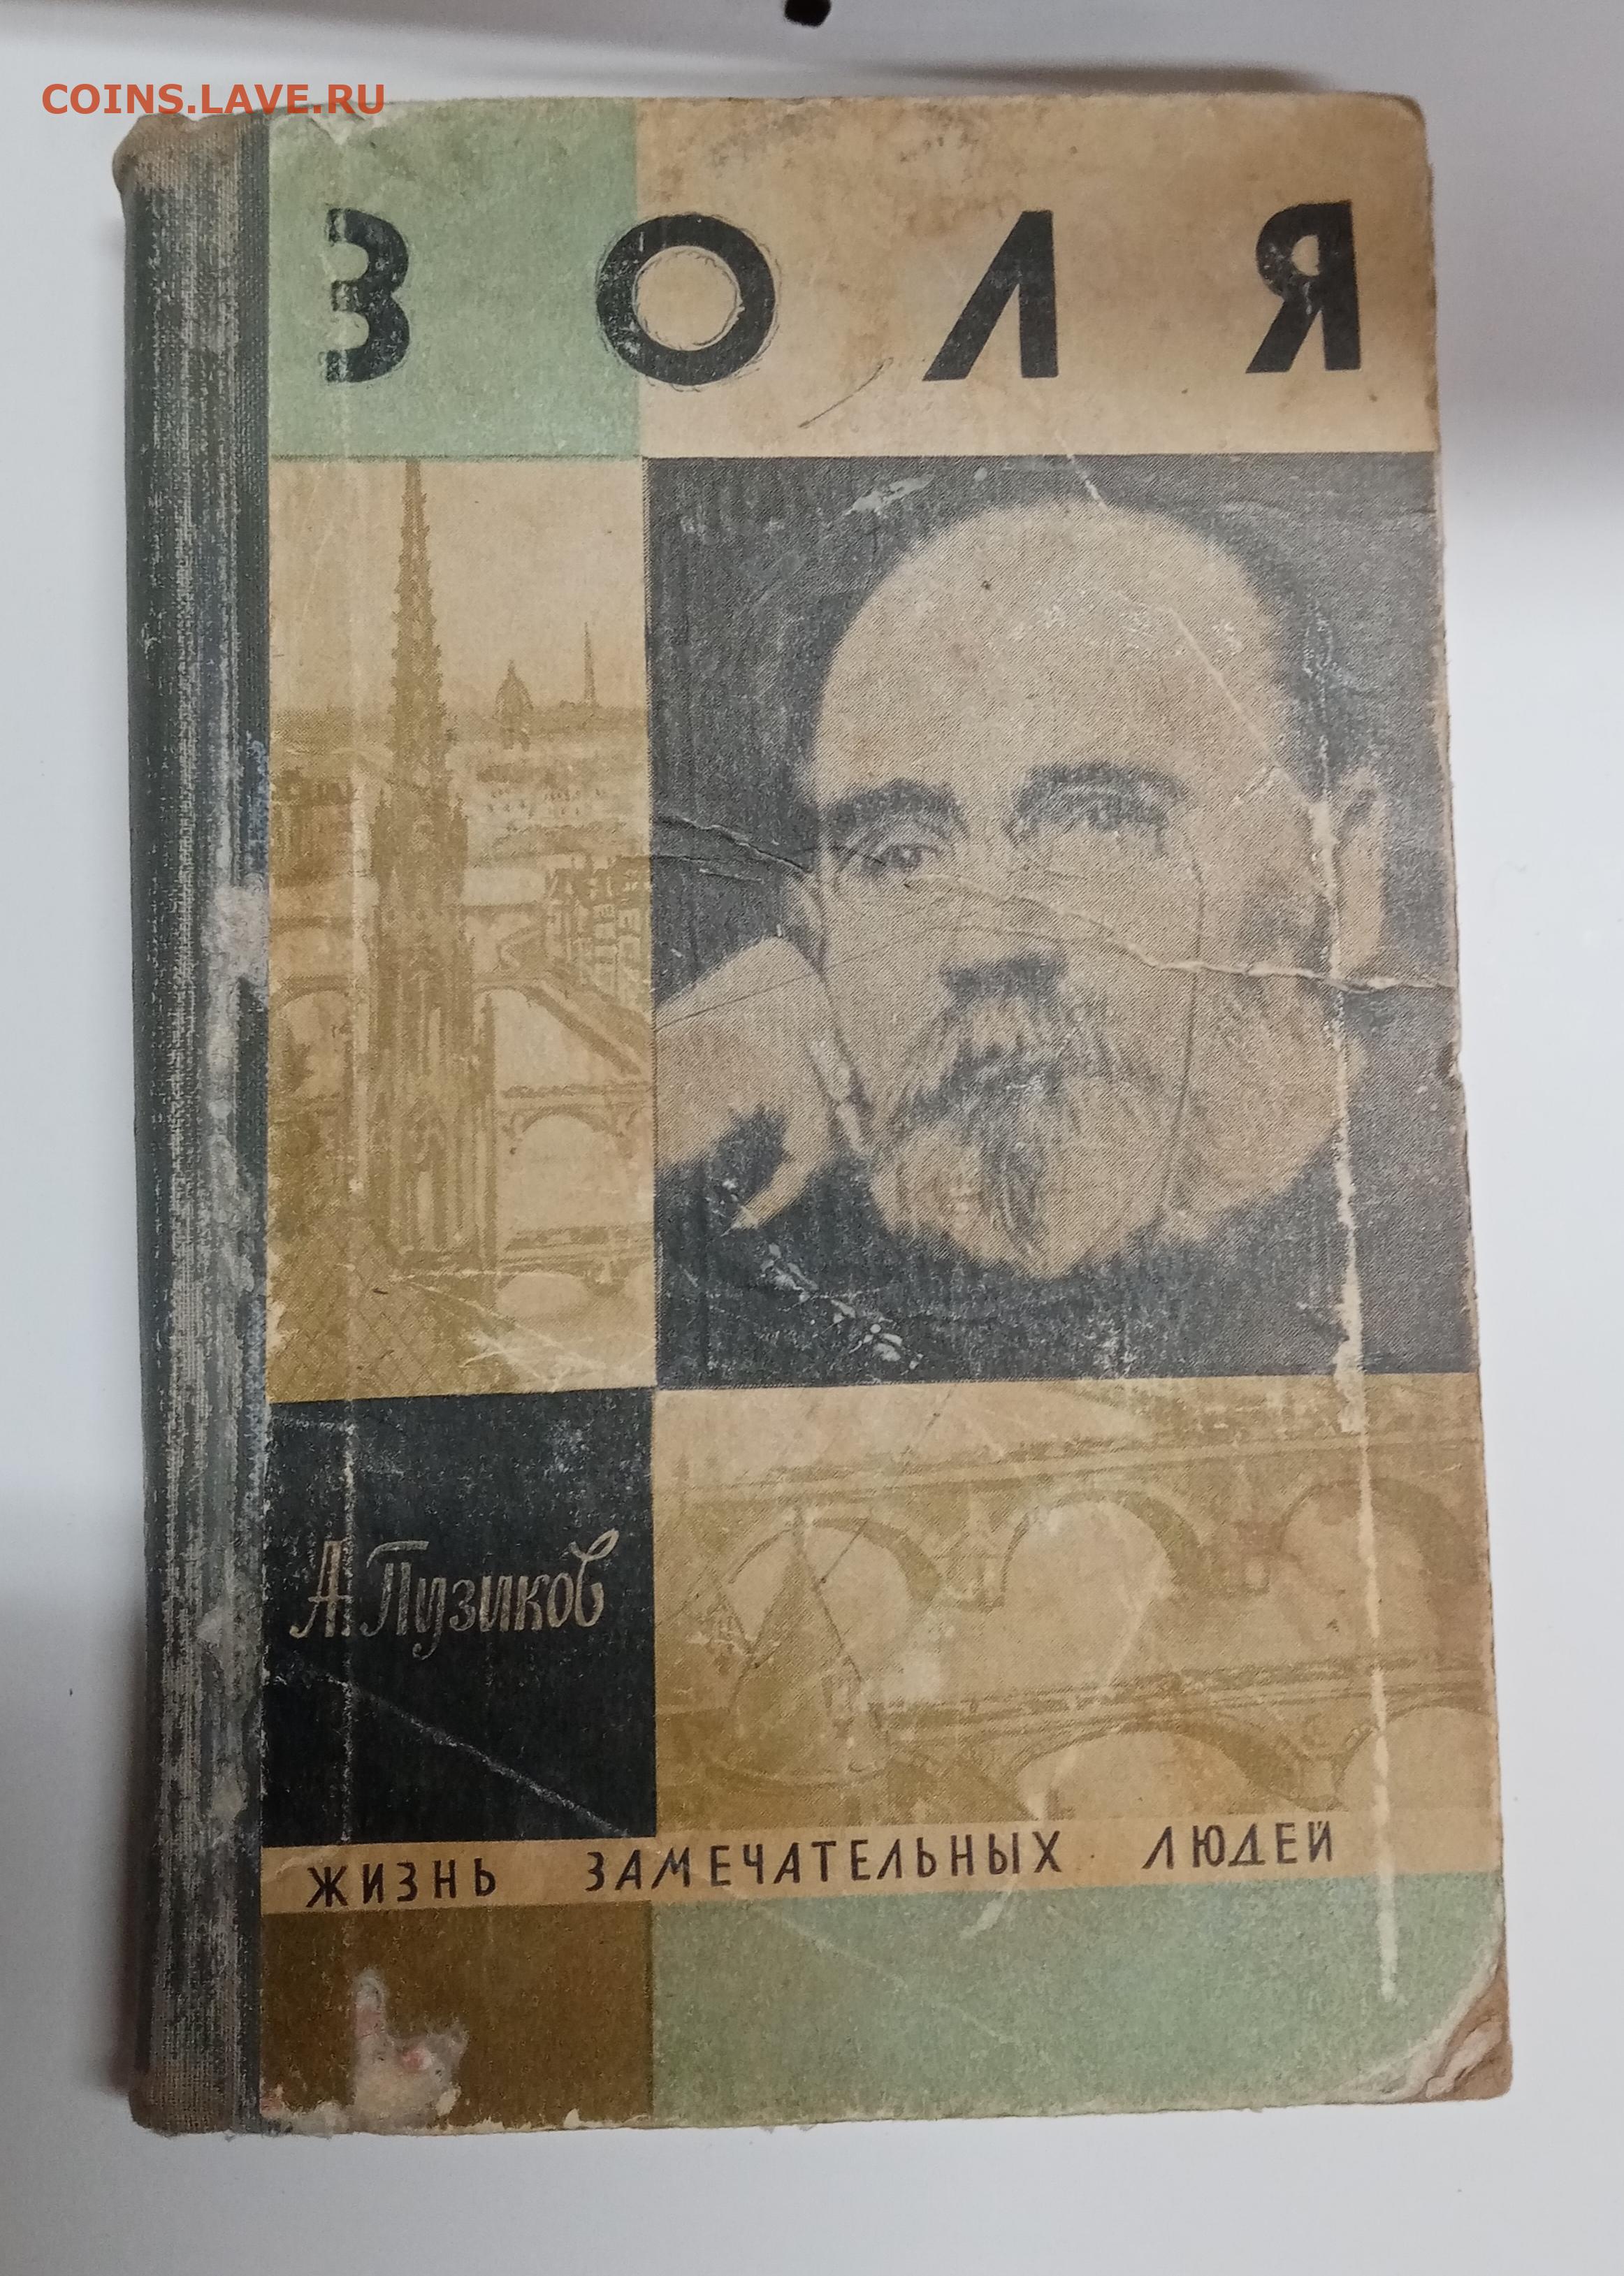 COINS.LAVE.RU
ЗОЛЯ
А. Пузиков
ЖИЗНЬ ЗАМЕЧАТЕЛЬНЫХ ЛЮДЕЙ